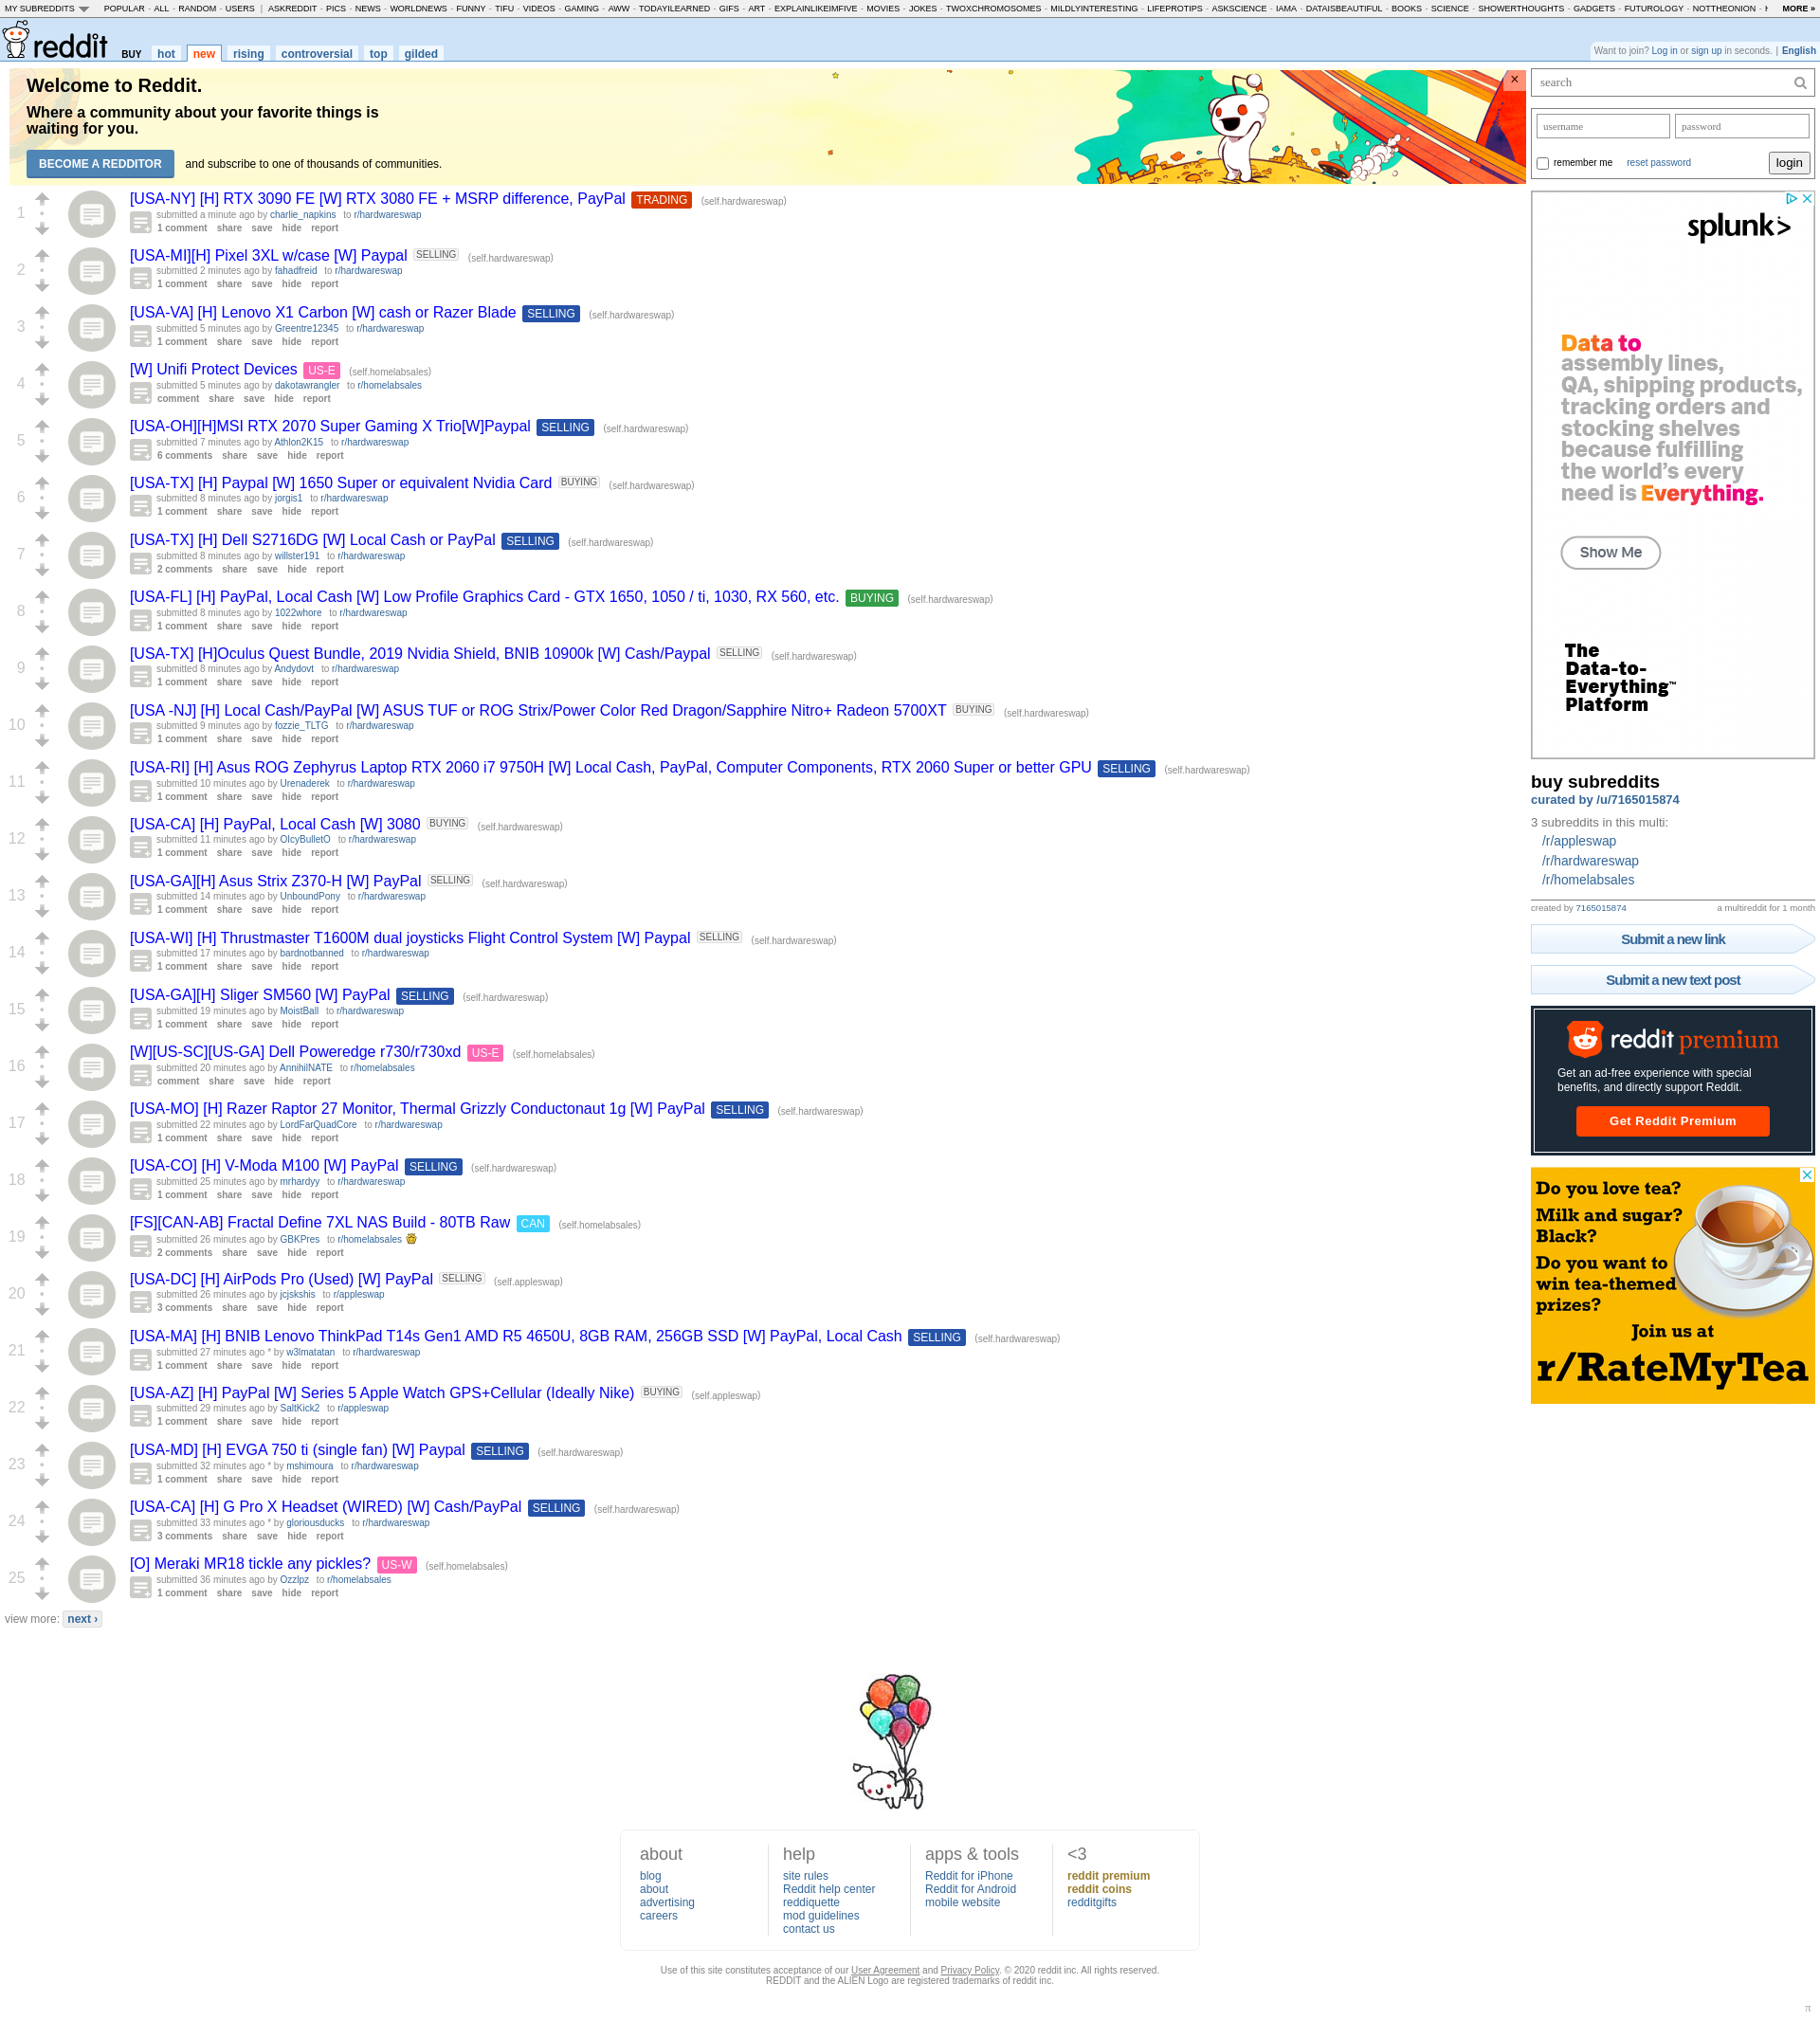 MY SUBREDDITS POPULAR - ALL - RANDOM - USERS | ASKREDDIT - PICS - NEWS - WORLDNEWS - FUNNY - TIFU - VIDEOS - GAMING - AWW - TODAYILEARNED - GIFS - ART - EXPLAINLIKEIMFIVE - MOVIES - JOKES - TWOXCHROMOSOMES - MILDLYINTERESTING - LIFEPROTIPS - ASKSCIENCE - IAMA - DATAISBEAUTIFUL - BOOKS - SCIENCE - SHOWERTHOUGHTS - GADGETS - FUTUROLOGY - NOTTHEONION - MORE »
reddit BUY hot new rising controversial top gilded
Want to join? Log in or sign up in seconds. | English
Welcome to Reddit.
Where a community about your favorite things is
waiting for you.
BECOME A REDDITOR and subscribe to one of thousands of communities.
1
[USA-NY] [H] RTX 3090 FE [W] RTX 3080 FE + MSRP difference, PayPal TRADING (self.hardwareswap)
submitted a minute ago by charlie_napkins to r/hardwareswap
1 comment share save hide report
2
[USA-MI][H] Pixel 3XL w/case [W] Paypal SELLING (self.hardwareswap)
submitted 2 minutes ago by fahadfreid to r/hardwareswap
1 comment share save hide report
3
[USA-VA] [H] Lenovo X1 Carbon [W] cash or Razer Blade SELLING (self.hardwareswap)
submitted 5 minutes ago by Greentre12345 to r/hardwareswap
1 comment share save hide report
4
[W] Unifi Protect Devices US-E (self.homelabsales)
submitted 5 minutes ago by dakotawrangler to r/homelabsales
comment share save hide report
5
[USA-OH][H]MSI RTX 2070 Super Gaming X Trio[W]Paypal SELLING (self.hardwareswap)
submitted 7 minutes ago by Athlon2K15 to r/hardwareswap
6 comments share save hide report
6
[USA-TX] [H] Paypal [W] 1650 Super or equivalent Nvidia Card BUYING (self.hardwareswap)
submitted 8 minutes ago by jorgis1 to r/hardwareswap
1 comment share save hide report
7
[USA-TX] [H] Dell S2716DG [W] Local Cash or PayPal SELLING (self.hardwareswap)
submitted 8 minutes ago by willster191 to r/hardwareswap
2 comments share save hide report
8
[USA-FL] [H] PayPal, Local Cash [W] Low Profile Graphics Card - GTX 1650, 1050 / ti, 1030, RX 560, etc. BUYING (self.hardwareswap)
submitted 8 minutes ago by 1022whore to r/hardwareswap
1 comment share save hide report
9
[USA-TX] [H]Oculus Quest Bundle, 2019 Nvidia Shield, BNIB 10900k [W] Cash/Paypal SELLING (self.hardwareswap)
submitted 8 minutes ago by Andydovt to r/hardwareswap
1 comment share save hide report
10
[USA -NJ] [H] Local Cash/PayPal [W] ASUS TUF or ROG Strix/Power Color Red Dragon/Sapphire Nitro+ Radeon 5700XT BUYING (self.hardwareswap)
submitted 9 minutes ago by fozzie_TLTG to r/hardwareswap
1 comment share save hide report
11
[USA-RI] [H] Asus ROG Zephyrus Laptop RTX 2060 i7 9750H [W] Local Cash, PayPal, Computer Components, RTX 2060 Super or better GPU SELLING (self.hardwareswap)
submitted 10 minutes ago by Urenaderek to r/hardwareswap
1 comment share save hide report
12
[USA-CA] [H] PayPal, Local Cash [W] 3080 BUYING (self.hardwareswap)
submitted 11 minutes ago by OIcyBulletO to r/hardwareswap
1 comment share save hide report
13
[USA-GA][H] Asus Strix Z370-H [W] PayPal SELLING (self.hardwareswap)
submitted 14 minutes ago by UnboundPony to r/hardwareswap
1 comment share save hide report
14
[USA-WI] [H] Thrustmaster T1600M dual joysticks Flight Control System [W] Paypal SELLING (self.hardwareswap)
submitted 17 minutes ago by bardnotbanned to r/hardwareswap
1 comment share save hide report
15
[USA-GA][H] Sliger SM560 [W] PayPal SELLING (self.hardwareswap)
submitted 19 minutes ago by MoistBall to r/hardwareswap
1 comment share save hide report
16
[W][US-SC][US-GA] Dell Poweredge r730/r730xd US-E (self.homelabsales)
submitted 20 minutes ago by AnnihilNATE to r/homelabsales
comment share save hide report
17
[USA-MO] [H] Razer Raptor 27 Monitor, Thermal Grizzly Conductonaut 1g [W] PayPal SELLING (self.hardwareswap)
submitted 22 minutes ago by LordFarQuadCore to r/hardwareswap
1 comment share save hide report
18
[USA-CO] [H] V-Moda M100 [W] PayPal SELLING (self.hardwareswap)
submitted 25 minutes ago by mrhardyy to r/hardwareswap
1 comment share save hide report
19
[FS][CAN-AB] Fractal Define 7XL NAS Build - 80TB Raw CAN (self.homelabsales)
submitted 26 minutes ago by GBKPres to r/homelabsales
2 comments share save hide report
20
[USA-DC] [H] AirPods Pro (Used) [W] PayPal SELLING (self.appleswap)
submitted 26 minutes ago by jcjskshis to r/appleswap
3 comments share save hide report
21
[USA-MA] [H] BNIB Lenovo ThinkPad T14s Gen1 AMD R5 4650U, 8GB RAM, 256GB SSD [W] PayPal, Local Cash SELLING (self.hardwareswap)
submitted 27 minutes ago * by w3lmatatan to r/hardwareswap
1 comment share save hide report
22
[USA-AZ] [H] PayPal [W] Series 5 Apple Watch GPS+Cellular (Ideally Nike) BUYING (self.appleswap)
submitted 29 minutes ago by SaltKick2 to r/appleswap
1 comment share save hide report
23
[USA-MD] [H] EVGA 750 ti (single fan) [W] Paypal SELLING (self.hardwareswap)
submitted 32 minutes ago * by mshimoura to r/hardwareswap
1 comment share save hide report
24
[USA-CA] [H] G Pro X Headset (WIRED) [W] Cash/PayPal SELLING (self.hardwareswap)
submitted 33 minutes ago * by gloriousducks to r/hardwareswap
3 comments share save hide report
25
[O] Meraki MR18 tickle any pickles? US-W (self.homelabsales)
submitted 36 minutes ago by Ozzlpz to r/homelabsales
1 comment share save hide report
view more: next ›
search
username password
remember me reset password login
splunk>
Data to
assembly lines,
QA, shipping products,
tracking orders and
stocking shelves
because fulfilling
the world's every
need is Everything.
Show Me
The
Data-to-
Everything™
Platform
buy subreddits
curated by /u/7165015874
3 subreddits in this multi:
/r/appleswap
/r/hardwareswap
/r/homelabsales
created by 7165015874 a multireddit for 1 month
Submit a new link
Submit a new text post
reddit premium
Get an ad-free experience with special
benefits, and directly support Reddit.
Get Reddit Premium
Do you love tea?
Milk and sugar?
Black?
Do you want to
win tea-themed
prizes?
Join us at
r/RateMyTea
about
blog
about
advertising
careers
help
site rules
Reddit help center
reddiquette
mod guidelines
contact us
apps & tools
Reddit for iPhone
Reddit for Android
mobile website
<3
reddit premium
reddit coins
redditgifts
Use of this site constitutes acceptance of our User Agreement and Privacy Policy. © 2020 reddit inc. All rights reserved.
REDDIT and the ALIEN Logo are registered trademarks of reddit inc.
π